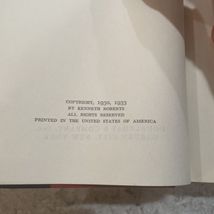 COPYRIGHT, 1930, 1933
BY KENNETH ROBERTS
ALL RIGHTS RESERVED
PRINTED IN THE UNITED STATES OF AMERICA